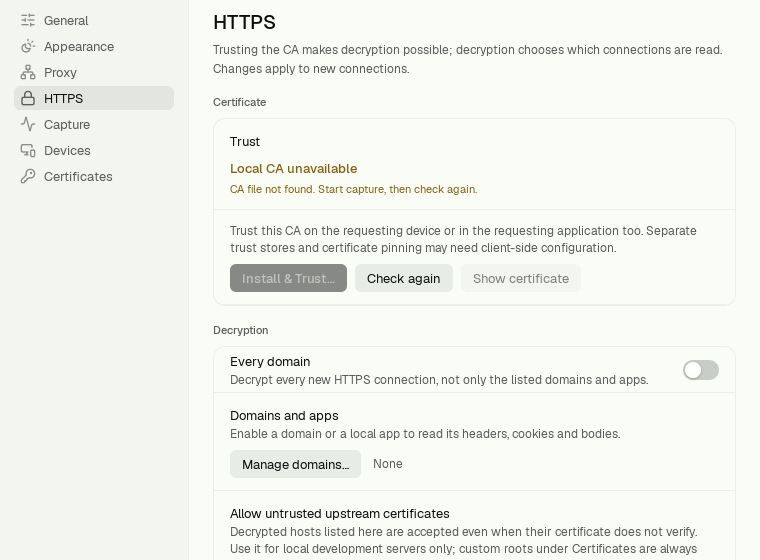 General
Appearance
Proxy
HTTPS
Capture
Devices
Certificates
HTTPS
Trusting the CA makes decryption possible; decryption chooses which connections are read.
Changes apply to new connections.
Certificate
Trust
Local CA unavailable
CA file not found. Start capture, then check again.
Trust this CA on the requesting device or in the requesting application too. Separate
trust stores and certificate pinning may need client-side configuration.
Install & Trust… Check again Show certificate
Decryption
Every domain
Decrypt every new HTTPS connection, not only the listed domains and apps.
Domains and apps
Enable a domain or a local app to read its headers, cookies and bodies.
Manage domains… None
Allow untrusted upstream certificates
Decrypted hosts listed here are accepted even when their certificate does not verify.
Use it for local development servers only; custom roots under Certificates are always